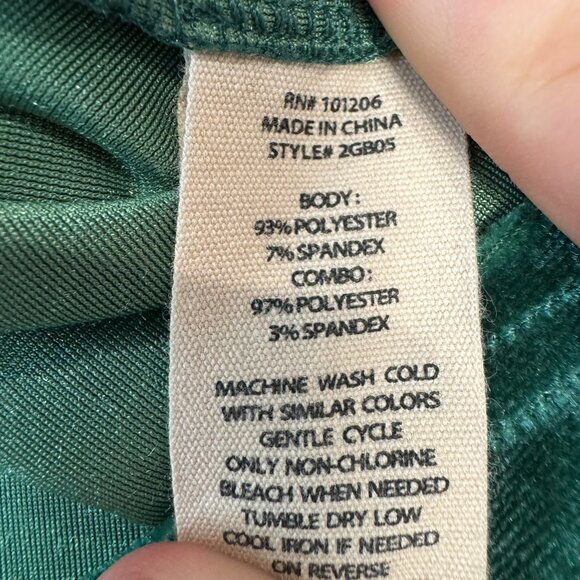 RN# 101206
MADE IN CHINA
STYLE# 2GB05
BODY:
93% POLYESTER
7% SPANDEX
COMBO:
97% POLYESTER
3% SPANDEX
MACHINE WASH COLD
WITH SIMILAR COLORS
GENTLE CYCLE
ONLY NON-CHLORINE
BLEACH WHEN NEEDED
TUMBLE DRY LOW
COOL IRON IF NEEDED
ON REVERSE